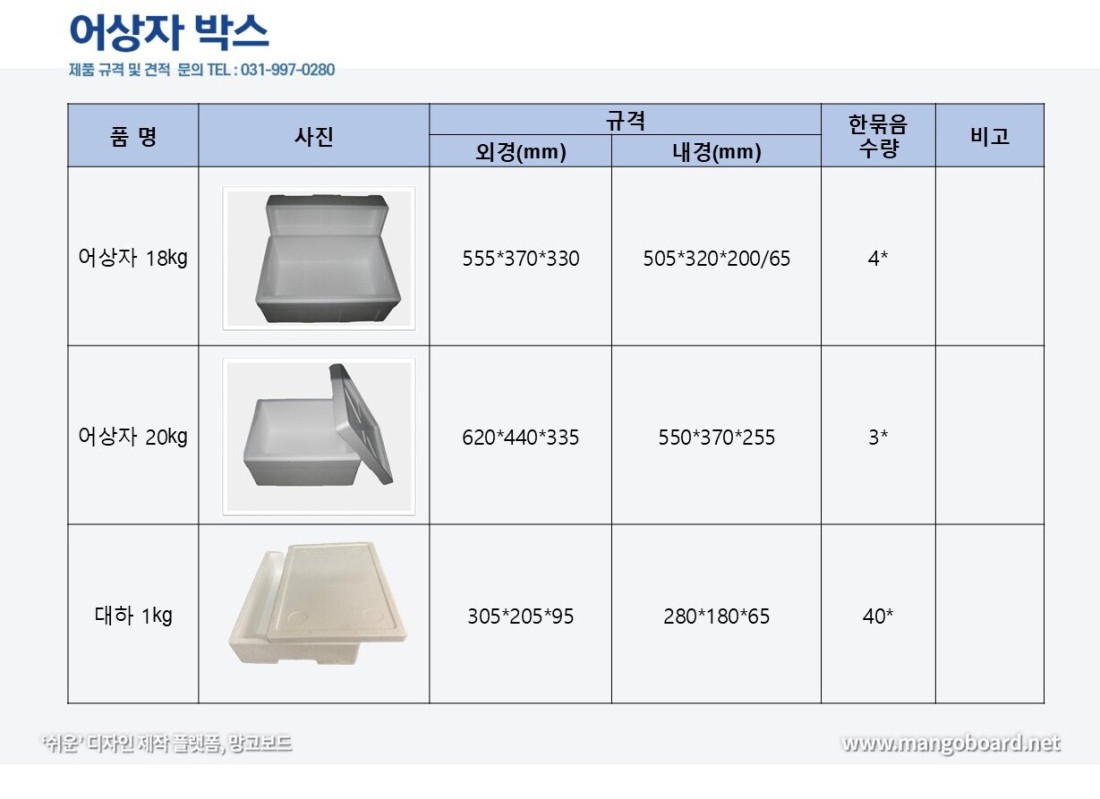 어상자 박스
제품 규격 및 견적 문의 TEL : 031-997-0280
품 명 사진 규격 한묶음 수량 비고
외경(mm) 내경(mm)
어상자 18kg 555*370*330 505*320*200/65 4*
어상자 20kg 620*440*335 550*370*255 3*
대하 1kg 305*205*95 280*180*65 40*
'쉬운' 디자인 제작 플랫폼, 망고보드 www.mangoboard.net